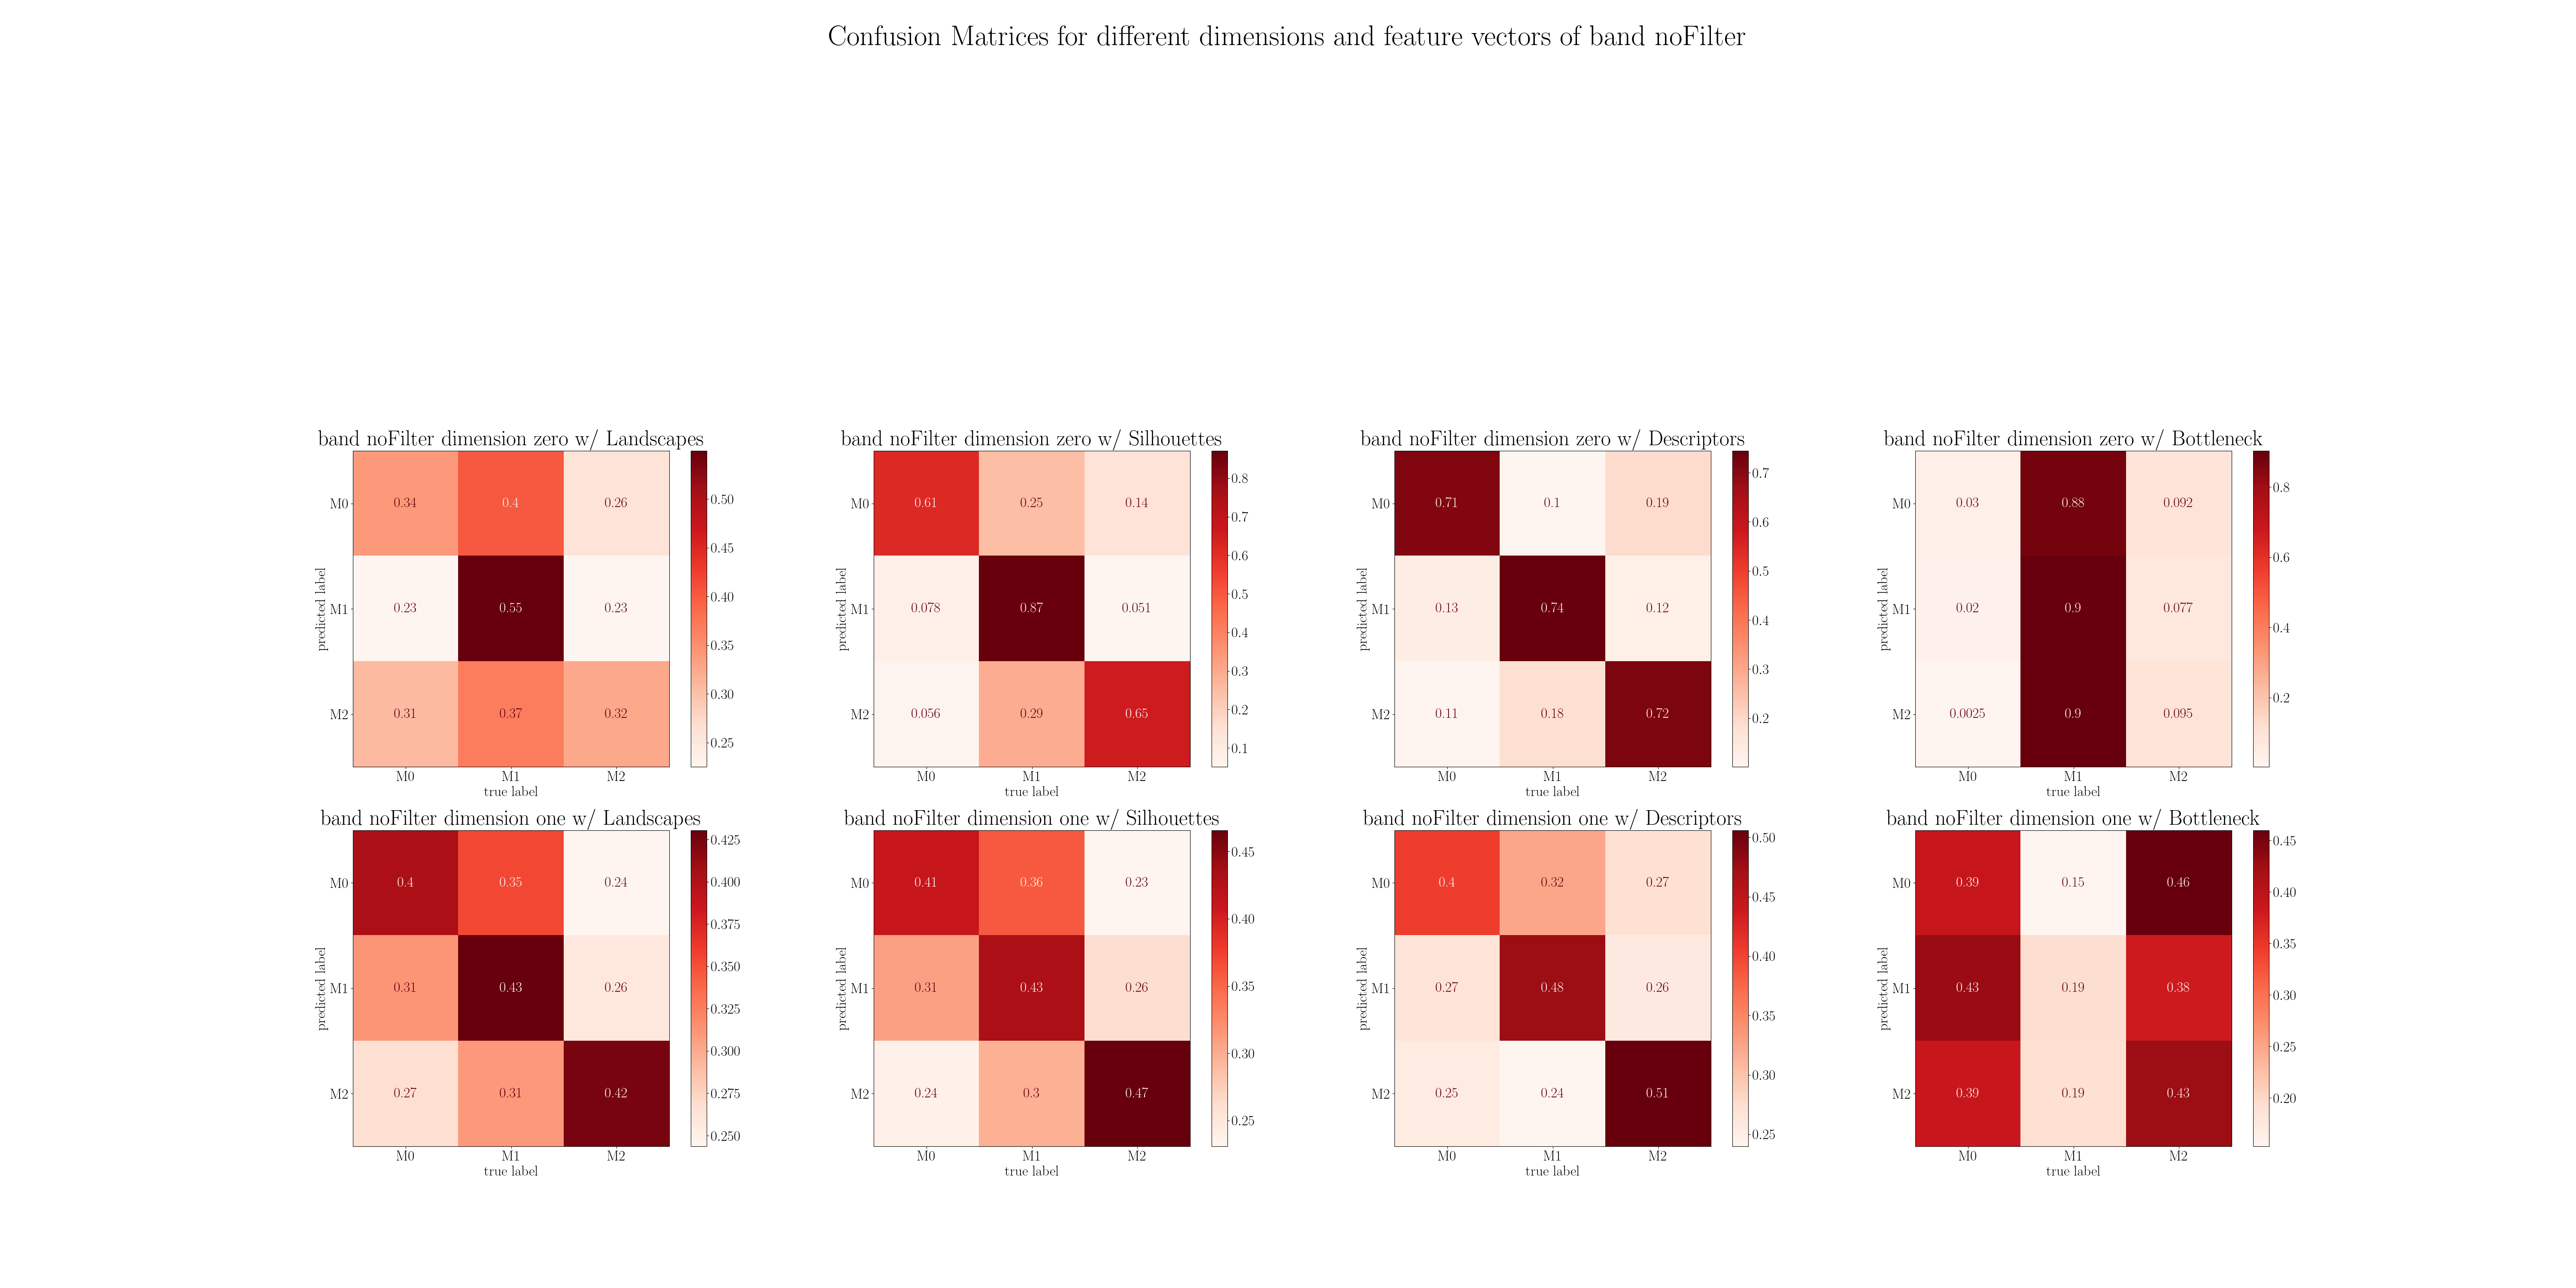 Confusion Matrices for different dimensions and feature vectors of band noFilter
band noFilter dimension zero w/ Landscapes
M0 0.34 0.4 0.26
M1 0.23 0.55 0.23
M2 0.31 0.37 0.32
M0 M1 M2
true label
predicted label
0.50
0.45
0.40
0.35
0.30
0.25
band noFilter dimension zero w/ Silhouettes
M0 0.61 0.25 0.14
M1 0.078 0.87 0.051
M2 0.056 0.29 0.65
M0 M1 M2
true label
predicted label
0.8
0.7
0.6
0.5
0.4
0.3
0.2
0.1
band noFilter dimension zero w/ Descriptors
M0 0.71 0.1 0.19
M1 0.13 0.74 0.12
M2 0.11 0.18 0.72
M0 M1 M2
true label
predicted label
0.7
0.6
0.5
0.4
0.3
0.2
band noFilter dimension zero w/ Bottleneck
M0 0.03 0.88 0.092
M1 0.02 0.9 0.077
M2 0.0025 0.9 0.095
M0 M1 M2
true label
predicted label
0.8
0.6
0.4
0.2
band noFilter dimension one w/ Landscapes
M0 0.4 0.35 0.24
M1 0.31 0.43 0.26
M2 0.27 0.31 0.42
M0 M1 M2
true label
predicted label
0.425
0.400
0.375
0.350
0.325
0.300
0.275
0.250
band noFilter dimension one w/ Silhouettes
M0 0.41 0.36 0.23
M1 0.31 0.43 0.26
M2 0.24 0.3 0.47
M0 M1 M2
true label
predicted label
0.45
0.40
0.35
0.30
0.25
band noFilter dimension one w/ Descriptors
M0 0.4 0.32 0.27
M1 0.27 0.48 0.26
M2 0.25 0.24 0.51
M0 M1 M2
true label
predicted label
0.50
0.45
0.40
0.35
0.30
0.25
band noFilter dimension one w/ Bottleneck
M0 0.39 0.15 0.46
M1 0.43 0.19 0.38
M2 0.39 0.19 0.43
M0 M1 M2
true label
predicted label
0.45
0.40
0.35
0.30
0.25
0.20